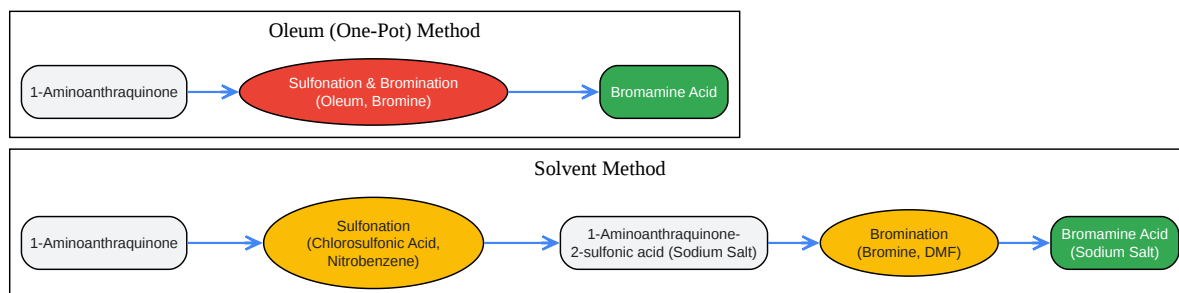 Oleum (One-Pot) Method
1-Aminoanthraquinone
Sulfonation & Bromination
(Oleum, Bromine)
Bromamine Acid
Solvent Method
1-Aminoanthraquinone
Sulfonation
(Chlorosulfonic Acid,
Nitrobenzene)
1-Aminoanthraquinone-
2-sulfonic acid (Sodium Salt)
Bromination
(Bromine, DMF)
Bromamine Acid
(Sodium Salt)